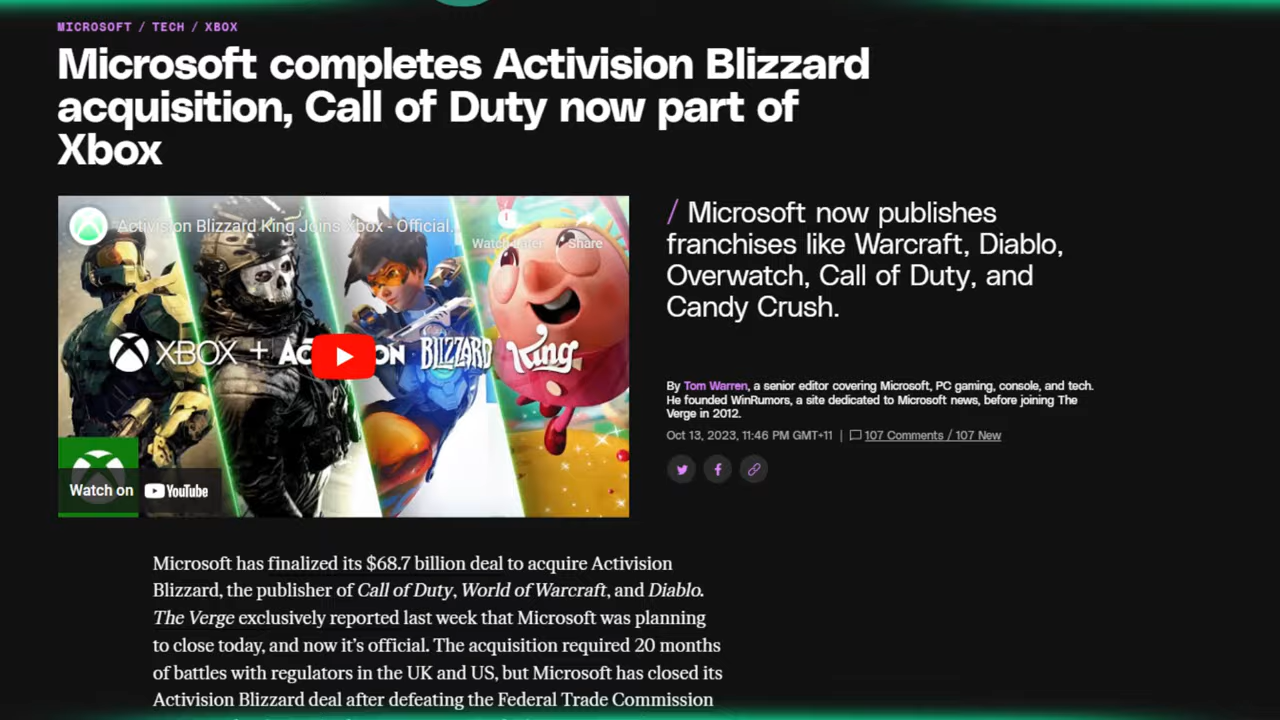 MICROSOFT / TECH / XBOX
Microsoft completes Activision Blizzard
acquisition, Call of Duty now part of
Xbox
Activision Blizzard King Joins Xbox - Official...
Watch later
Share
XBOX + AC ON BLIZZARD King
Watch on YouTube
/ Microsoft now publishes
franchises like Warcraft, Diablo,
Overwatch, Call of Duty, and
Candy Crush.
By Tom Warren, a senior editor covering Microsoft, PC gaming, console, and tech.
He founded WinRumors, a site dedicated to Microsoft news, before joining The
Verge in 2012.
Oct 13, 2023, 11:46 PM GMT+11 | 107 Comments / 107 New
Microsoft has finalized its $68.7 billion deal to acquire Activision
Blizzard, the publisher of Call of Duty, World of Warcraft, and Diablo.
The Verge exclusively reported last week that Microsoft was planning
to close today, and now it's official. The acquisition required 20 months
of battles with regulators in the UK and US, but Microsoft has closed its
Activision Blizzard deal after defeating the Federal Trade Commission